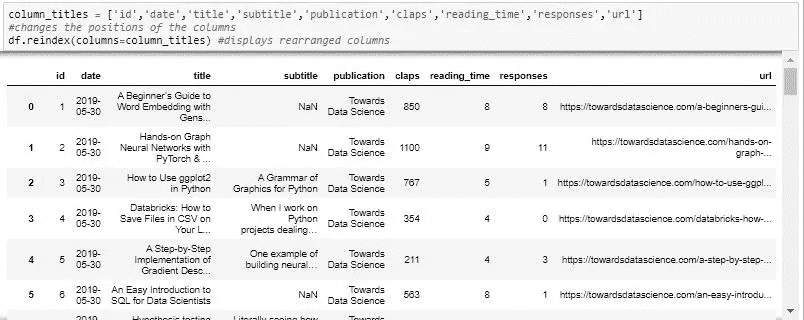 column_titles = ['id','date','title','subtitle','publication','claps','reading_time','responses','url']
#changes the positions of the columns
df.reindex(columns=column_titles) #displays rearranged columns
id date title subtitle publication claps reading_time responses url
0 1 2019-05-30 A Beginner's Guide to Word Embedding with Gens... NaN Towards Data Science 850 8 8 https://towardsdatascience.com/a-beginners-gui...
1 2 2019-05-30 Hands-on Graph Neural Networks with PyTorch & ... NaN Towards Data Science 1100 9 11 https://towardsdatascience.com/hands-on-graph-...
2 3 2019-05-30 How to Use ggplot2 in Python A Grammar of Graphics for Python Towards Data Science 767 5 1 https://towardsdatascience.com/how-to-use-ggpl...
3 4 2019-05-30 Databricks: How to Save Files in CSV on Your L... When I work on Python projects dealing... Towards Data Science 354 4 0 https://towardsdatascience.com/databricks-how-...
4 5 2019-05-30 A Step-by-Step Implementation of Gradient Desc... One example of building neural... Towards Data Science 211 4 3 https://towardsdatascience.com/a-step-by-step-...
5 6 2019-05-30 An Easy Introduction to SQL for Data Scientists NaN Towards Data Science 563 8 1 https://towardsdatascience.com/an-easy-introdu...
2019- Hypothesis testing Literally seeing how Towards